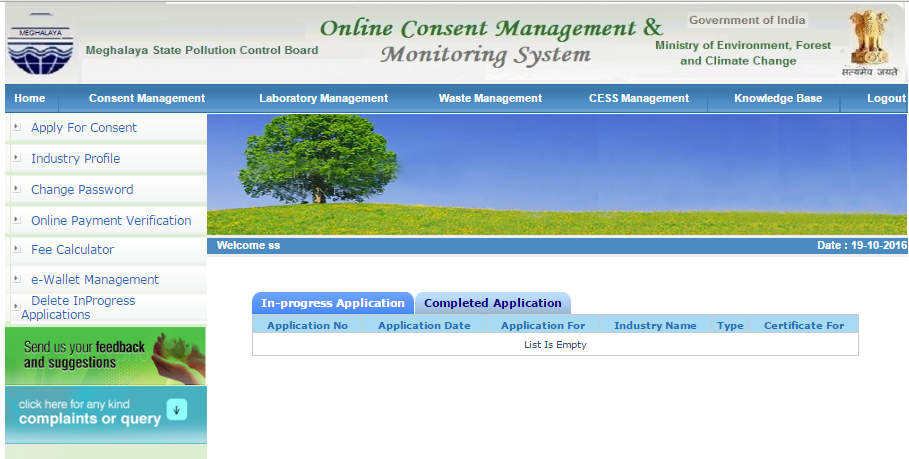 MEGHALAYA
Meghalaya State Pollution Control Board
Online Consent Management &
Monitoring System
Government of India
Ministry of Environment, Forest
and Climate Change
सत्यमेव जयते
Home Consent Management Laboratory Management Waste Management CESS Management Knowledge Base Logout
Apply For Consent
Industry Profile
Change Password
Online Payment Verification
Fee Calculator
e-Wallet Management
Delete InProgress
Applications
Send us your feedback
and suggestions
click here for any kind
complaints or query
Welcome ss Date : 19-10-2016
In-progress Application Completed Application
Application No Application Date Application For Industry Name Type Certificate For
List Is Empty